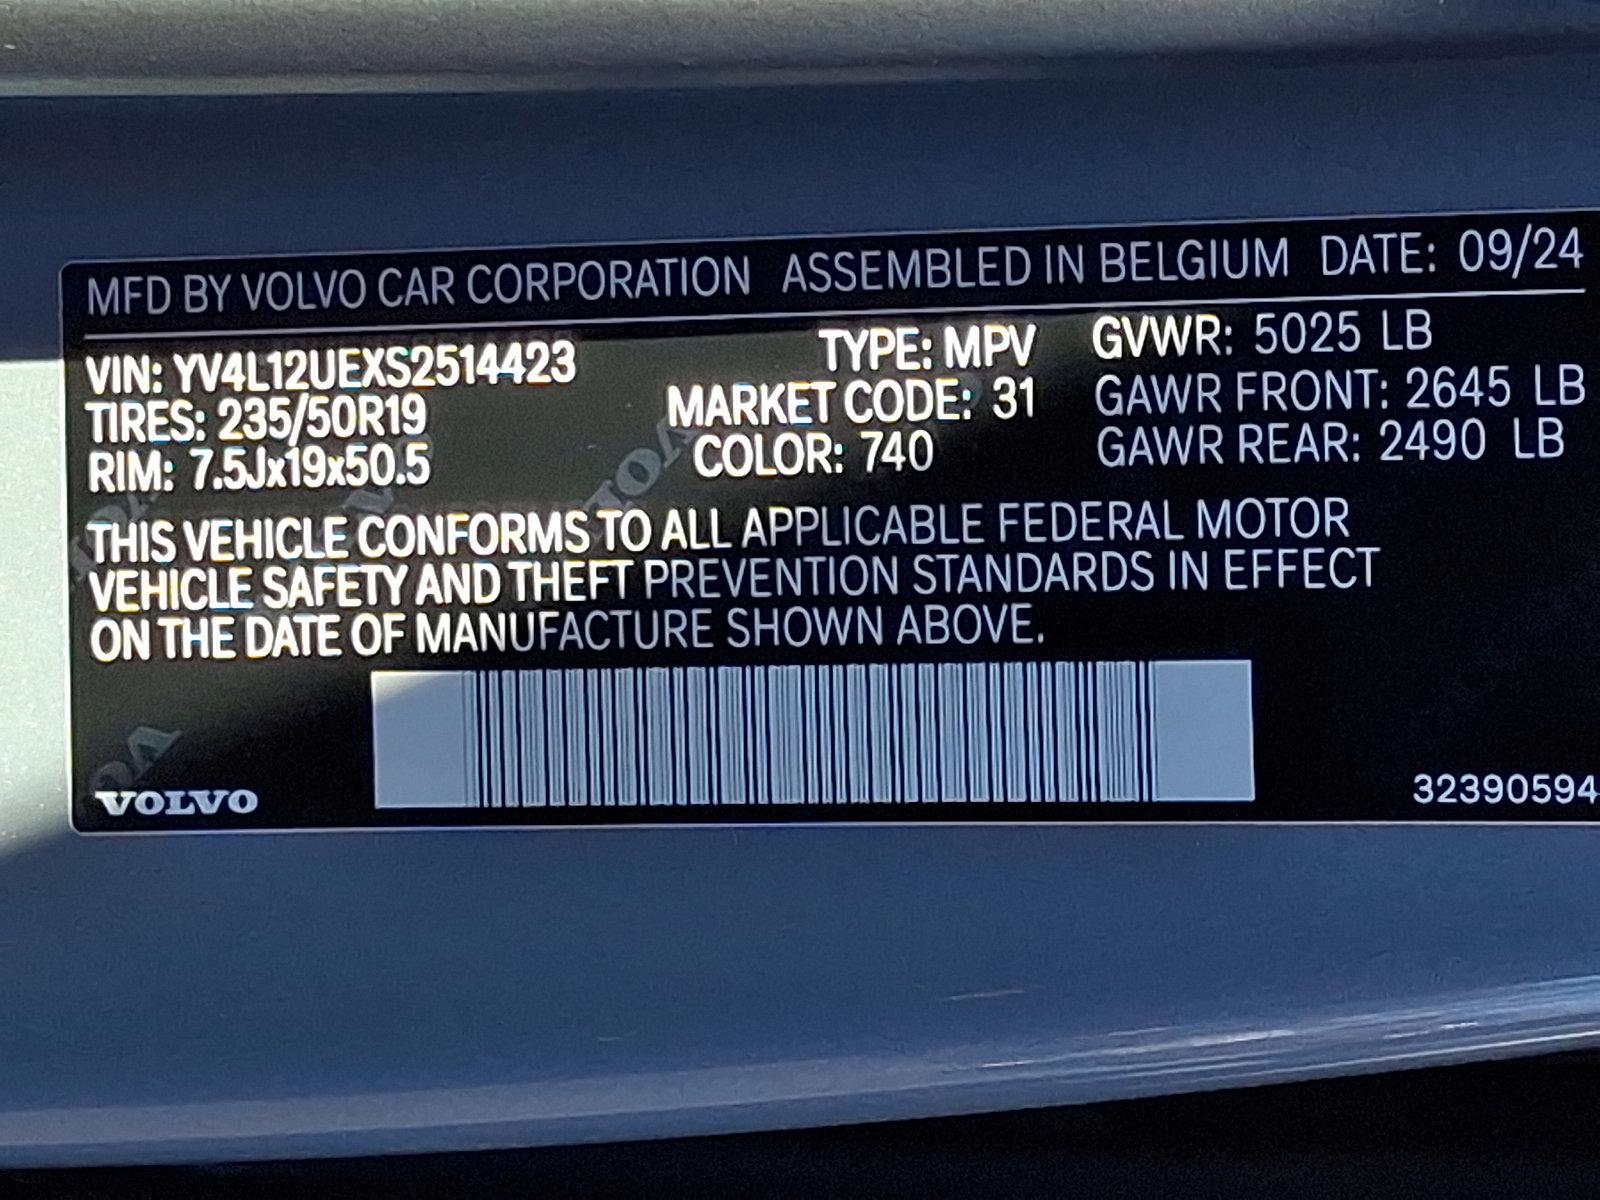 MFD BY VOLVO CAR CORPORATION ASSEMBLED IN BELGIUM DATE: 09/24
VIN: YV4L12UEXS2514423 TYPE: MPV GVWR: 5025 LB
TIRES: 235/50R19 MARKET CODE: 31 GAWR FRONT: 2645 LB
RIM: 7.5Jx19x50.5 COLOR: 740 GAWR REAR: 2490 LB
THIS VEHICLE CONFORMS TO ALL APPLICABLE FEDERAL MOTOR
VEHICLE SAFETY AND THEFT PREVENTION STANDARDS IN EFFECT
ON THE DATE OF MANUFACTURE SHOWN ABOVE.
VOLVO
32390594